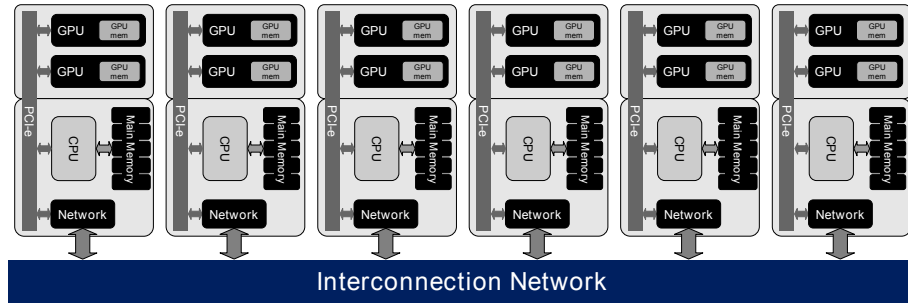 GPU GPU mem GPU GPU mem GPU GPU mem GPU GPU mem GPU GPU mem GPU GPU mem
GPU GPU mem GPU GPU mem GPU GPU mem GPU GPU mem GPU GPU mem GPU GPU mem
PCI-e CPU Main Memory PCI-e CPU Main Memory PCI-e CPU Main Memory PCI-e CPU Main Memory PCI-e CPU Main Memory PCI-e CPU Main Memory
Network Network Network Network Network Network
Interconnection Network